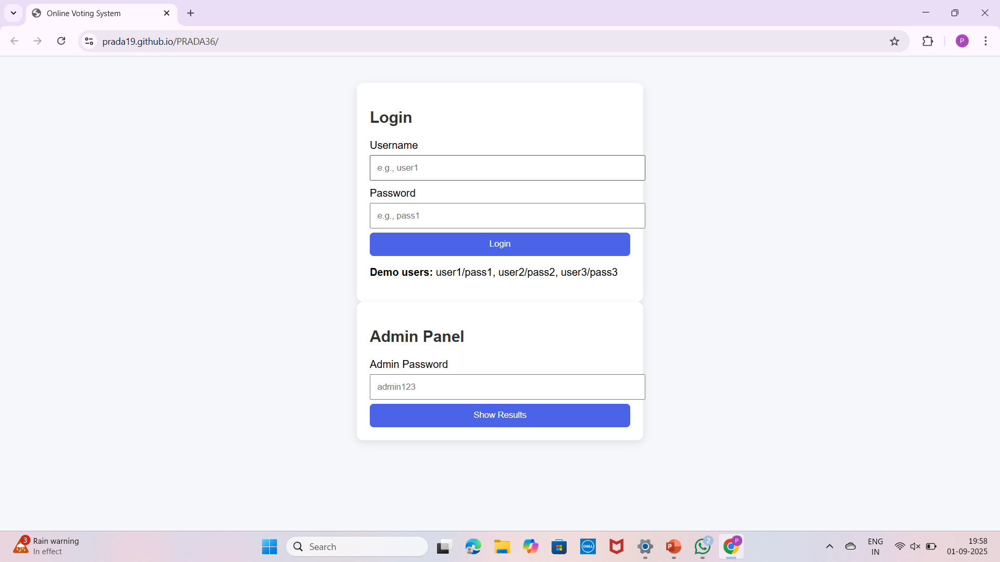 Online Voting System
prada19.github.io/PRADA36/
P
Login
Username
e.g., user1
Password
e.g., pass1
Login
Demo users: user1/pass1, user2/pass2, user3/pass3
Admin Panel
Admin Password
admin123
Show Results
3
Rain warning
In effect
Search
DELL
P
2
P
ENG
IN
19:58
01-09-2025